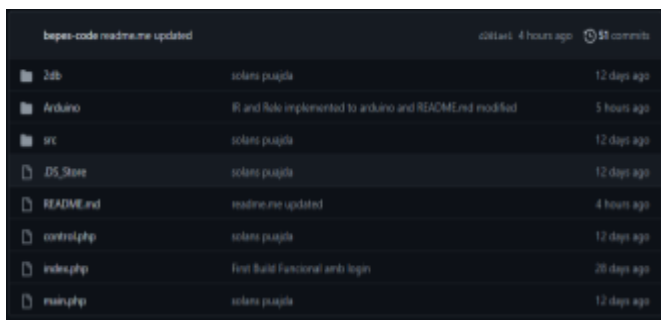 bepes-code readme.me updated 4 hours ago 51 commits
2db solans puajda 12 days ago
Arduino IR and Rele implemented to arduino and README.md modified 5 hours ago
src solans puajda 12 days ago
.DS_Store solans puajda 12 days ago
README.md readme.me updated 4 hours ago
control.php solans puajda 12 days ago
index.php First Build Funcional amb login 28 days ago
main.php solans puajda 12 days ago